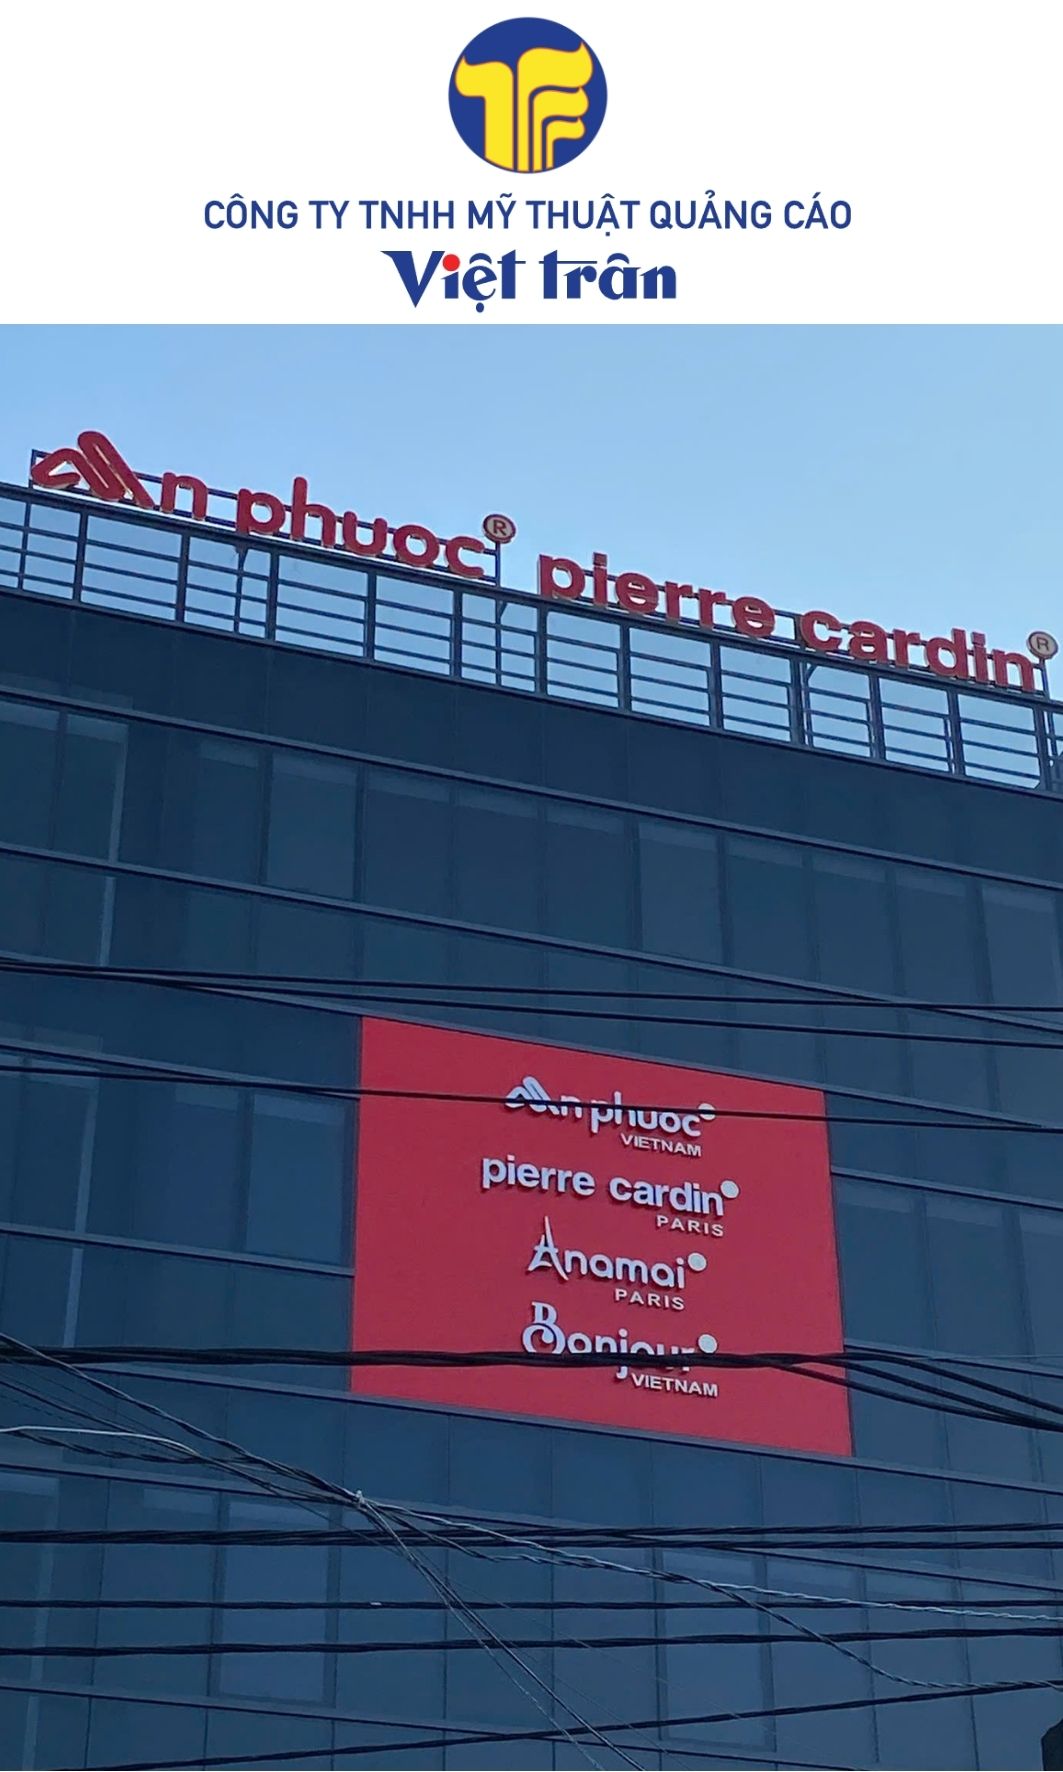 CÔNG TY TNHH MỸ THUẬT QUẢNG CÁO
Việt trân
An phuoc® pierre cardin®
An phuoc
VIETNAM
pierre cardin
PARIS
Anamai
PARIS
Bonjour
VIETNAM